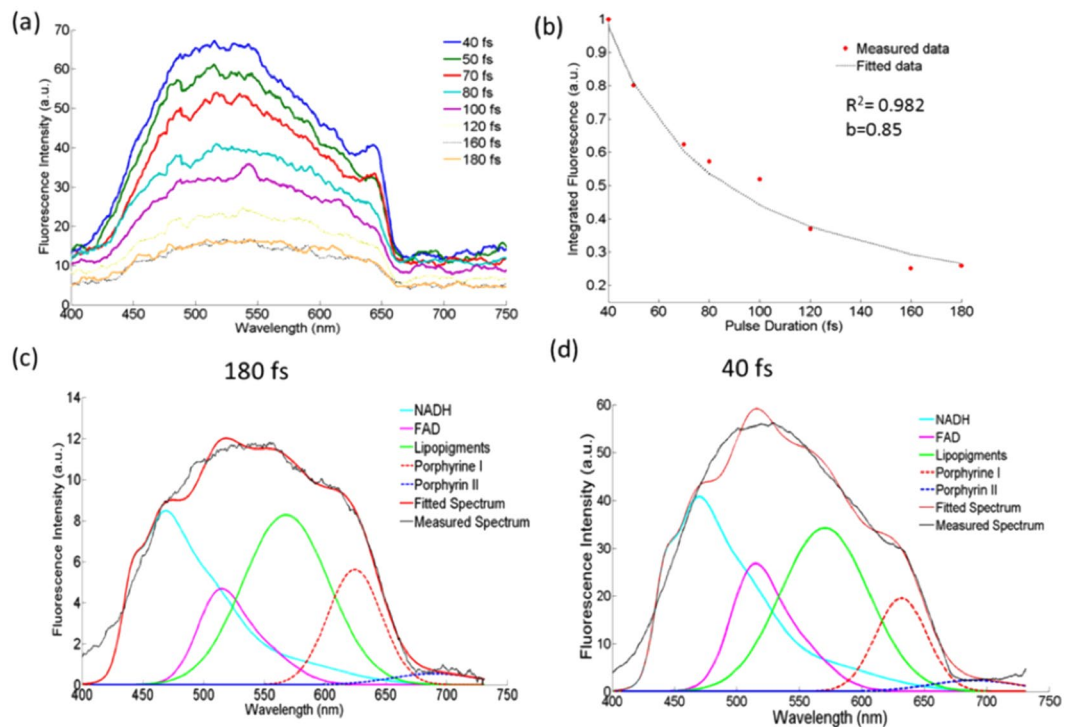 (a)
70
60
50
40
30
20
10
0
Fluorescence Intensity (a.u.)
400 450 500 550 600 650 700 750
Wavelength (nm)
40 fs
50 fs
70 fs
80 fs
100 fs
120 fs
160 fs
180 fs
(b)
1
0.9
0.8
0.7
0.6
0.5
0.4
0.3
0.2
Integrated Fluorescence (a.u.)
40 60 80 100 120 140 160 180
Pulse Duration (fs)
Measured data
Fitted data
R²= 0.982
b=0.85
(c)
180 fs
14
12
10
8
6
4
2
0
Fluorescence Intensity (a.u.)
400 450 500 550 600 650 700 750
Wavelength (nm)
NADH
FAD
Lipopigments
Porphyrine I
Porphyrin II
Fitted Spectrum
Measured Spectrum
(d)
40 fs
60
50
40
30
20
10
0
Fluorescence Intensity (a.u.)
400 450 500 550 600 650 700 750
Wavelength (nm)
NADH
FAD
Lipopigments
Porphyrine I
Porphyrin II
Fitted Spectrum
Measured Spectrum